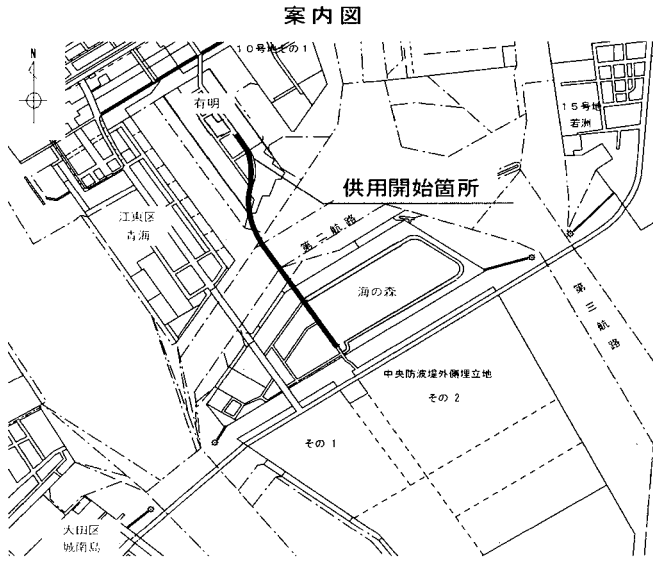 案内図
N
10号地その1
有明
15号地
若洲
供用開始箇所
江東区
青海
第二航路
海の森
第三航路
中央防波堤外側埋立地
その2
その1
大田区
城南島